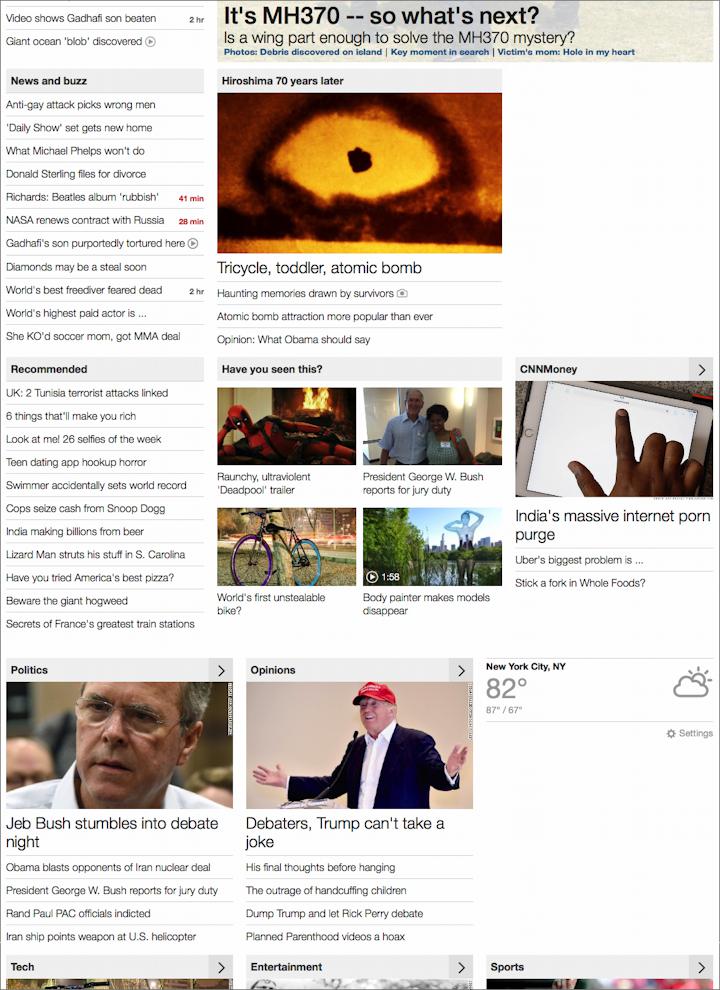 Video shows Gadhafi son beaten 2 hr
Giant ocean 'blob' discovered
It's MH370 -- so what's next?
Is a wing part enough to solve the MH370 mystery?
Photos: Debris discovered on island | Key moment in search | Victim's mom: Hole in my heart
News and buzz
Anti-gay attack picks wrong men
'Daily Show' set gets new home
What Michael Phelps won't do
Donald Sterling files for divorce
Richards: Beatles album 'rubbish' 41 min
NASA renews contract with Russia 28 min
Gadhafi's son purportedly tortured here
Diamonds may be a steal soon
World's best freediver feared dead 2 hr
World's highest paid actor is ...
She KO'd soccer mom, got MMA deal
Hiroshima 70 years later
Tricycle, toddler, atomic bomb
Haunting memories drawn by survivors
Atomic bomb attraction more popular than ever
Opinion: What Obama should say
Recommended
UK: 2 Tunisia terrorist attacks linked
6 things that'll make you rich
Look at me! 26 selfies of the week
Teen dating app hookup horror
Swimmer accidentally sets world record
Cops seize cash from Snoop Dogg
India making billions from beer
Lizard Man struts his stuff in S. Carolina
Have you tried America's best pizza?
Beware the giant hogweed
Secrets of France's greatest train stations
Have you seen this?
Raunchy, ultraviolent
'Deadpool' trailer
President George W. Bush
reports for jury duty
World's first unstealable
bike?
1:58
Body painter makes models
disappear
CNNMoney
India's massive internet porn
purge
Uber's biggest problem is ...
Stick a fork in Whole Foods?
Politics
Jeb Bush stumbles into debate
night
Obama blasts opponents of Iran nuclear deal
President George W. Bush reports for jury duty
Rand Paul PAC officials indicted
Iran ship points weapon at U.S. helicopter
Opinions
Debaters, Trump can't take a
joke
His final thoughts before hanging
The outrage of handcuffing children
Dump Trump and let Rick Perry debate
Planned Parenthood videos a hoax
New York City, NY
82°
87° / 67°
Settings
Tech
Entertainment
Sports